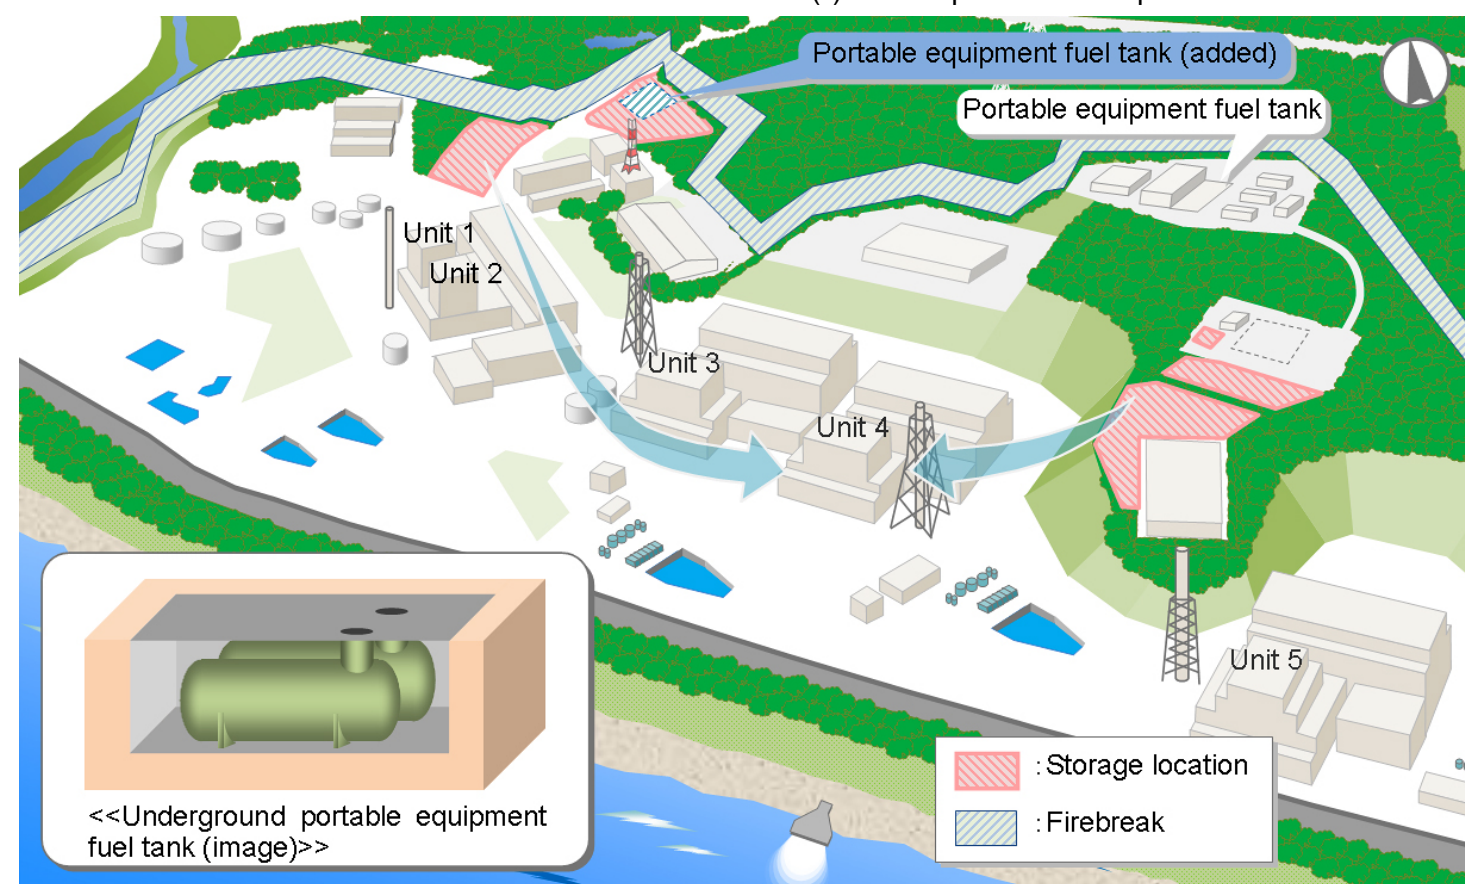 Portable equipment fuel tank (added)
Portable equipment fuel tank
Unit 1
Unit 2
Unit 3
Unit 4
Unit 5
: Storage location
: Firebreak
<<Underground portable equipment
fuel tank (image)>>